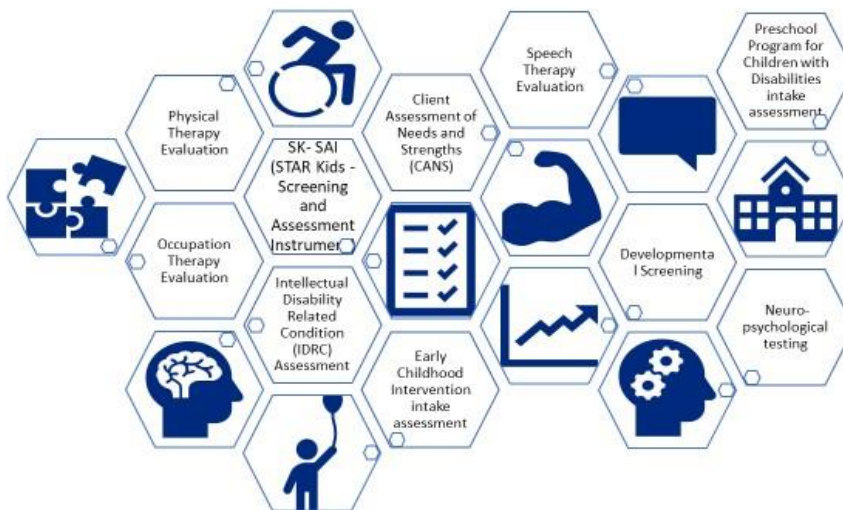 Physical
Therapy
Evaluation
SK- SAI
(STAR Kids -
Screening
and
Assessment
Instrument)
Client
Assessment of
Needs and
Strengths
(CANS)
Speech
Therapy
Evaluation
Preschool
Program for
Children with
Disabilities
intake
assessment
Occupation
Therapy
Evaluation
Intellectual
Disability
Related
Condition
(IDRC)
Assessment
Early
Childhood
Intervention
intake
assessment
Developmenta
l Screening
Neuro-
psychological
testing